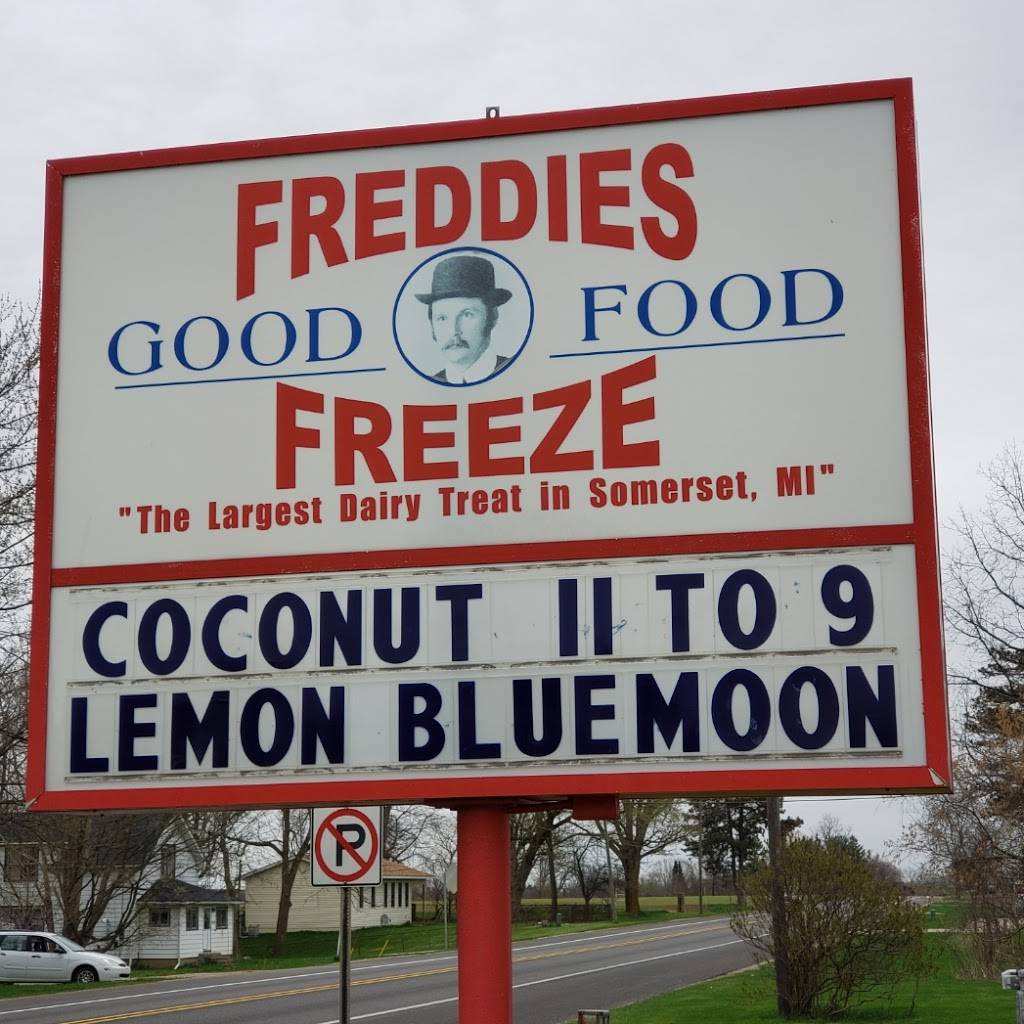 FREDDIES
GOOD FOOD
FREEZE
"The Largest Dairy Treat in Somerset, MI"
COCONUT 11 TO 9
LEMON BLUEMOON
P